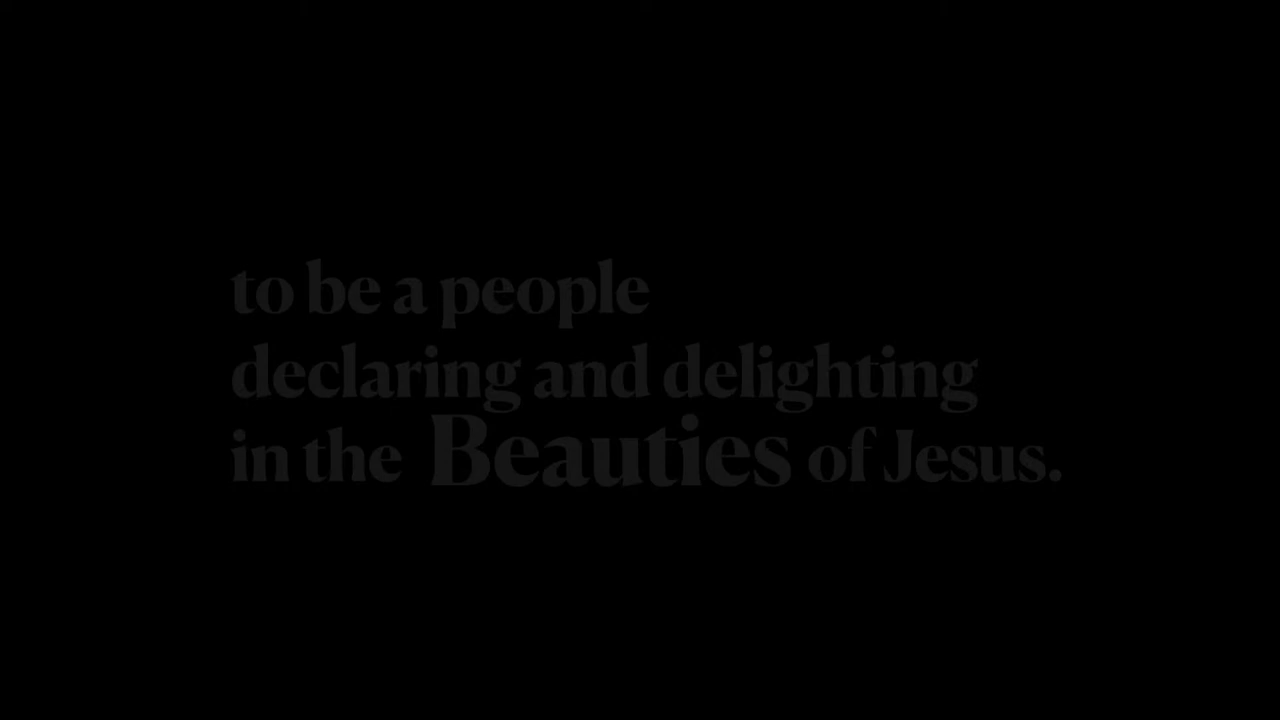 to be a people
declaring and delighting
in the Beauties of Jesus.